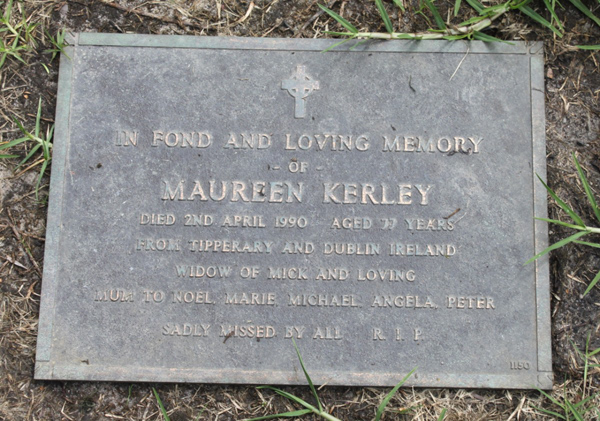 IN FOND AND LOVING MEMORY
- OF -
MAUREEN KERLEY
DIED 2ND APRIL 1990 AGED 77 YEARS
FROM TIPPERARY AND DUBLIN IRELAND
WIDOW OF MICK AND LOVING
MUM TO NOEL, MARIE, MICHAEL, ANGELA, PETER
SADLY MISSED BY ALL R. I. P.
1150